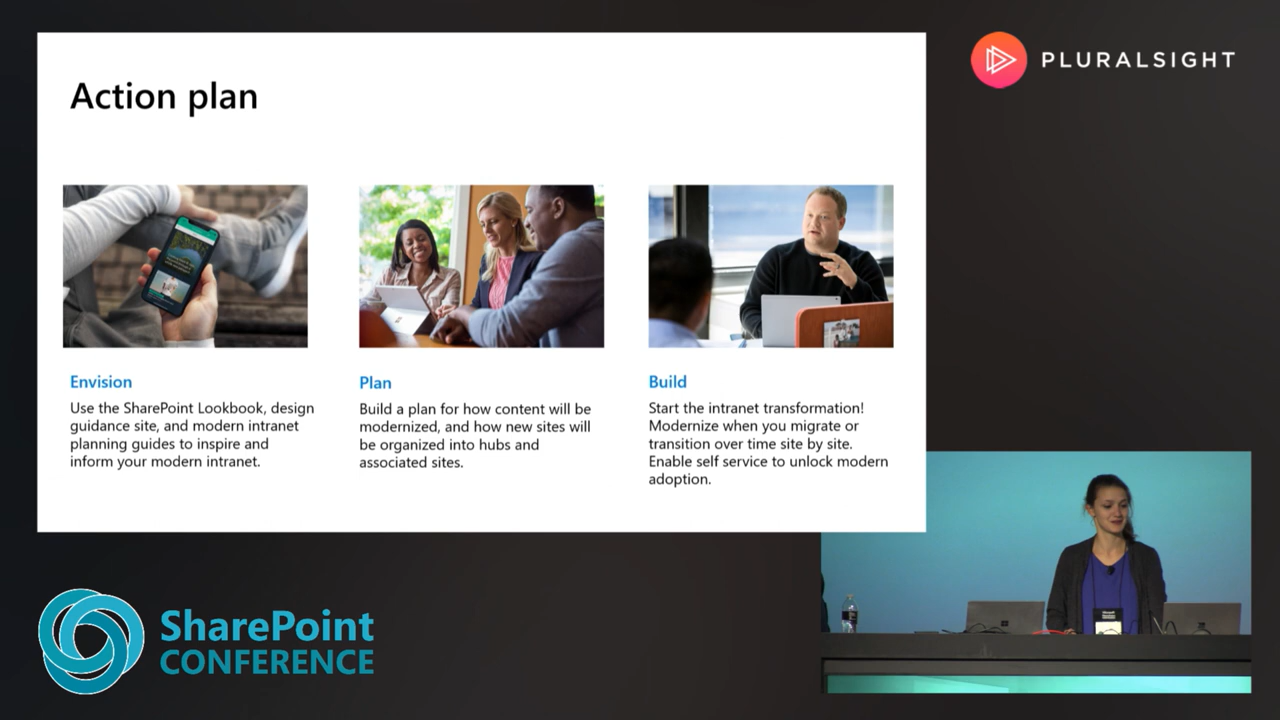 PLURALSIGHT
Action plan
Envision
Use the SharePoint Lookbook, design
guidance site, and modern intranet
planning guides to inspire and
inform your modern intranet.
Plan
Build a plan for how content will be
modernized, and how new sites will
be organized into hubs and
associated sites.
Build
Start the intranet transformation!
Modernize when you migrate or
transition over time site by site.
Enable self service to unlock modern
adoption.
SharePoint
CONFERENCE